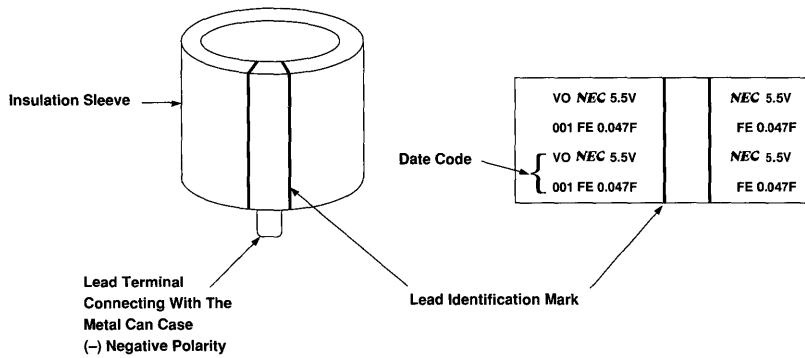 Insulation Sleeve
Lead Terminal
Connecting With The
Metal Can Case
(–) Negative Polarity
Lead Identification Mark
Date Code
VO NEC 5.5V
NEC 5.5V
001 FE 0.047F
FE 0.047F
VO NEC 5.5V
NEC 5.5V
001 FE 0.047F
FE 0.047F